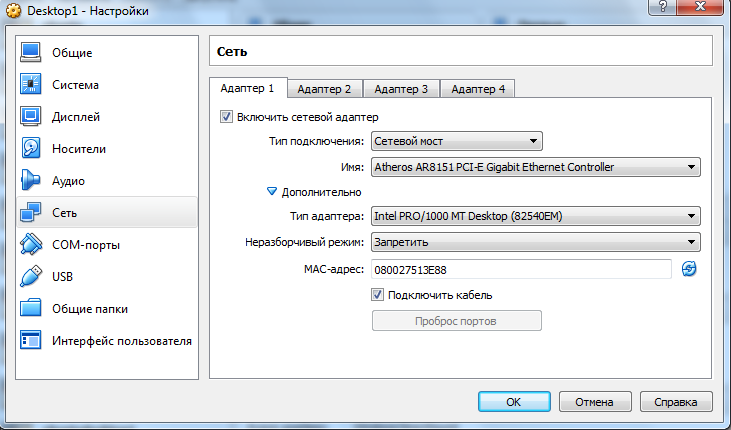 Desktop1 - Настройки
Общие
Система
Дисплей
Носители
Аудио
Сеть
COM-порты
USB
Общие папки
Интерфейс пользователя
Сеть
Адаптер 1 Адаптер 2 Адаптер 3 Адаптер 4
Включить сетевой адаптер
Тип подключения: Сетевой мост
Имя: Atheros AR8151 PCI-E Gigabit Ethernet Controller
Дополнительно
Тип адаптера: Intel PRO/1000 MT Desktop (82540EM)
Неразборчивый режим: Запретить
MAC-адрес: 080027513E88
Подключить кабель
Проброс портов
OK Отмена Справка